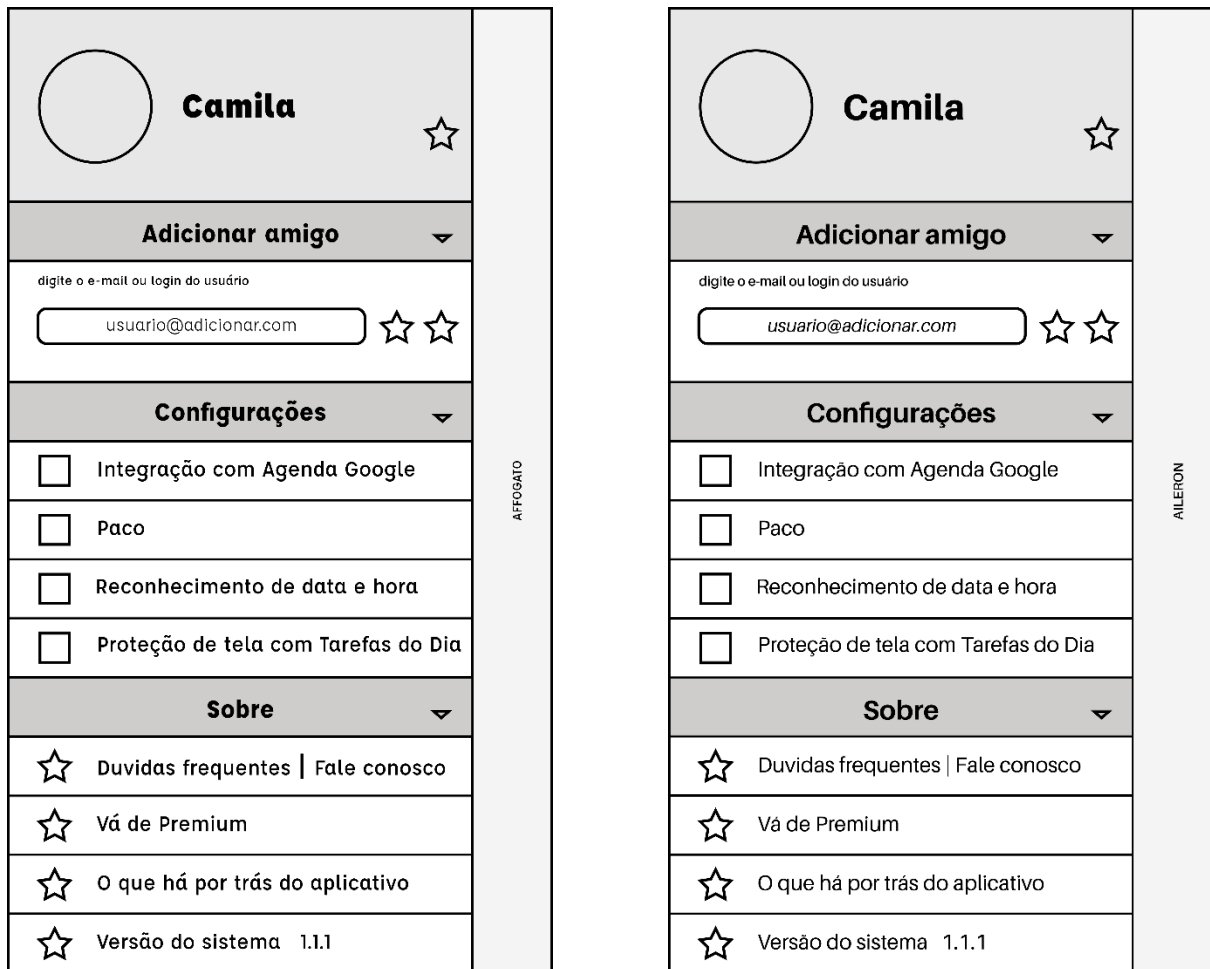 Camila
Adicionar amigo
digite o e-mail ou login do usuário
usuario@adicionar.com
Configurações
Integração com Agenda Google
Paco
Reconhecimento de data e hora
Proteção de tela com Tarefas do Dia
Sobre
Duvidas frequentes | Fale conosco
Vá de Premium
O que há por trás do aplicativo
Versão do sistema 1.1.1
AFFOGATO
Camila
Adicionar amigo
digite o e-mail ou login do usuário
usuario@adicionar.com
Configurações
Integração com Agenda Google
Paco
Reconhecimento de data e hora
Proteção de tela com Tarefas do Dia
Sobre
Duvidas frequentes | Fale conosco
Vá de Premium
O que há por trás do aplicativo
Versão do sistema 1.1.1
AILERON